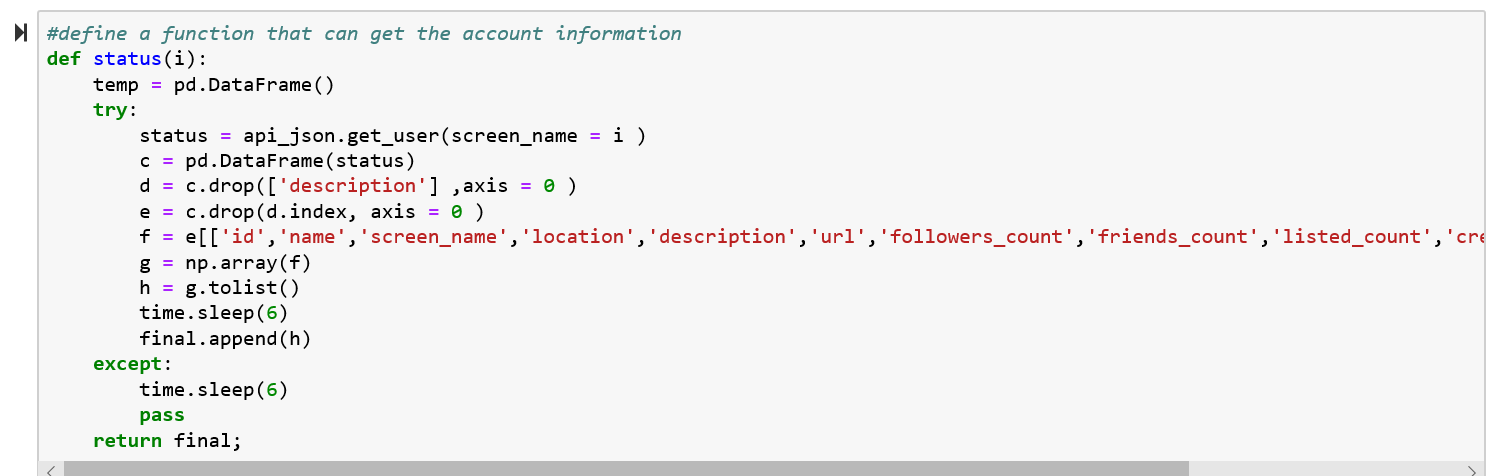 #define a function that can get the account information
def status(i):
    temp = pd.DataFrame()
    try:
        status = api_json.get_user(screen_name = i )
        c = pd.DataFrame(status)
        d = c.drop(['description'] ,axis = 0 )
        e = c.drop(d.index, axis = 0 )
        f = e[['id','name','screen_name','location','description','url','followers_count','friends_count','listed_count','cre
        g = np.array(f)
        h = g.tolist()
        time.sleep(6)
        final.append(h)
    except:
        time.sleep(6)
        pass
    return final;